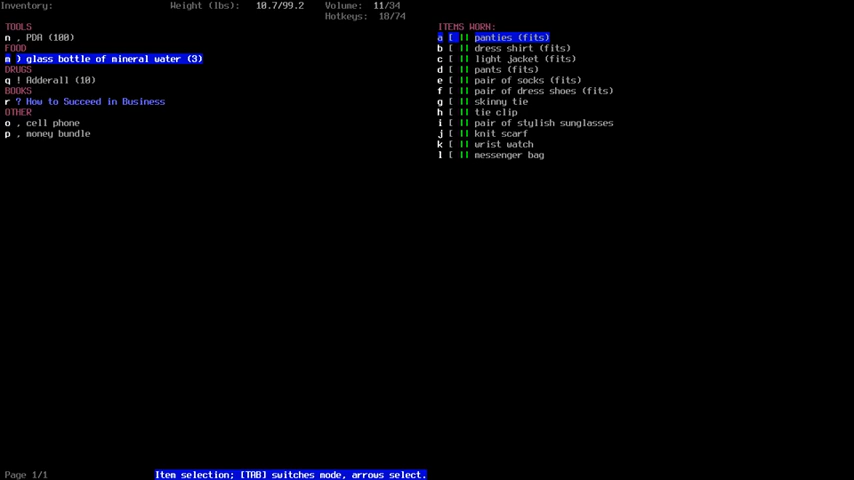 Inventory: Weight (lbs): 10.7/99.2 Volume: 11/34
Hotkeys: 18/74
TOOLS
n , PDA (100)
FOOD
m ) glass bottle of mineral water (3)
DRUGS
q ! Adderall (10)
BOOKS
r ? How to Succeed in Business
OTHER
o , cell phone
p , money bundle
ITEMS WORN:
a [ || panties (fits)
b [ || dress shirt (fits)
c [ || light jacket (fits)
d [ || pants (fits)
e [ || pair of socks (fits)
f [ || pair of dress shoes (fits)
g [ || skinny tie
h [ || tie clip
i [ || pair of stylish sunglasses
j [ || knit scarf
k [ || wrist watch
l [ || messenger bag
Page 1/1 Item selection; [TAB] switches mode, arrows select.